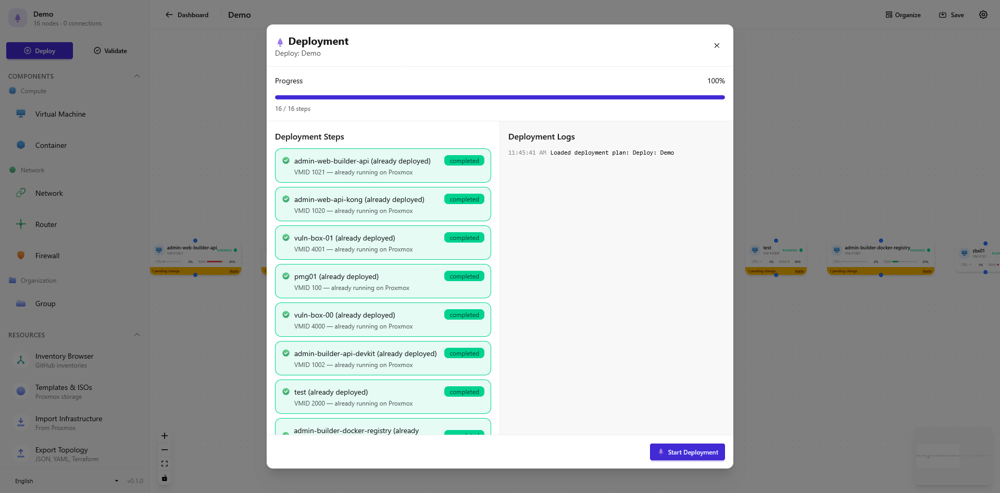 Demo
16 nodes · 0 connections
Deploy
Validate
COMPONENTS
Compute
Virtual Machine
Container
Network
Network
Router
Firewall
Organization
Group
RESOURCES
Inventory Browser
GitHub inventories
Templates & ISOs
Proxmox storage
Import Infrastructure
From Proxmox
Export Topology
JSON, YAML, Terraform
English
v0.1.0
Dashboard
Demo
Organize
Save
admin-web-builder-api
VM #1021
RUNNING
CPU 6% RAM 85%
1 pending change Apply
Deployment
Deploy: Demo
Progress
100%
16 / 16 steps
Deployment Steps
admin-web-builder-api (already deployed)
completed
VMID 1021 — already running on Proxmox
admin-web-api-kong (already deployed)
completed
VMID 1020 — already running on Proxmox
vuln-box-01 (already deployed)
completed
VMID 4001 — already running on Proxmox
pmg01 (already deployed)
completed
VMID 100 — already running on Proxmox
vuln-box-00 (already deployed)
completed
VMID 4000 — already running on Proxmox
admin-builder-api-devkit (already deployed)
completed
VMID 1002 — already running on Proxmox
test (already deployed)
completed
VMID 2000 — already running on Proxmox
admin-builder-docker-registry (already
Deployment Logs
11:45:41 AM Loaded deployment plan: Deploy: Demo
Start Deployment
test
VM #2000
RUNNING
CPU 3% RAM 66%
1 pending change Apply
admin-builder-docker-registry
VM #1001
RUNNING
CPU 2% RAM 25%
1 pending change Apply
zbx01
VM #101
CPU 3% RAM